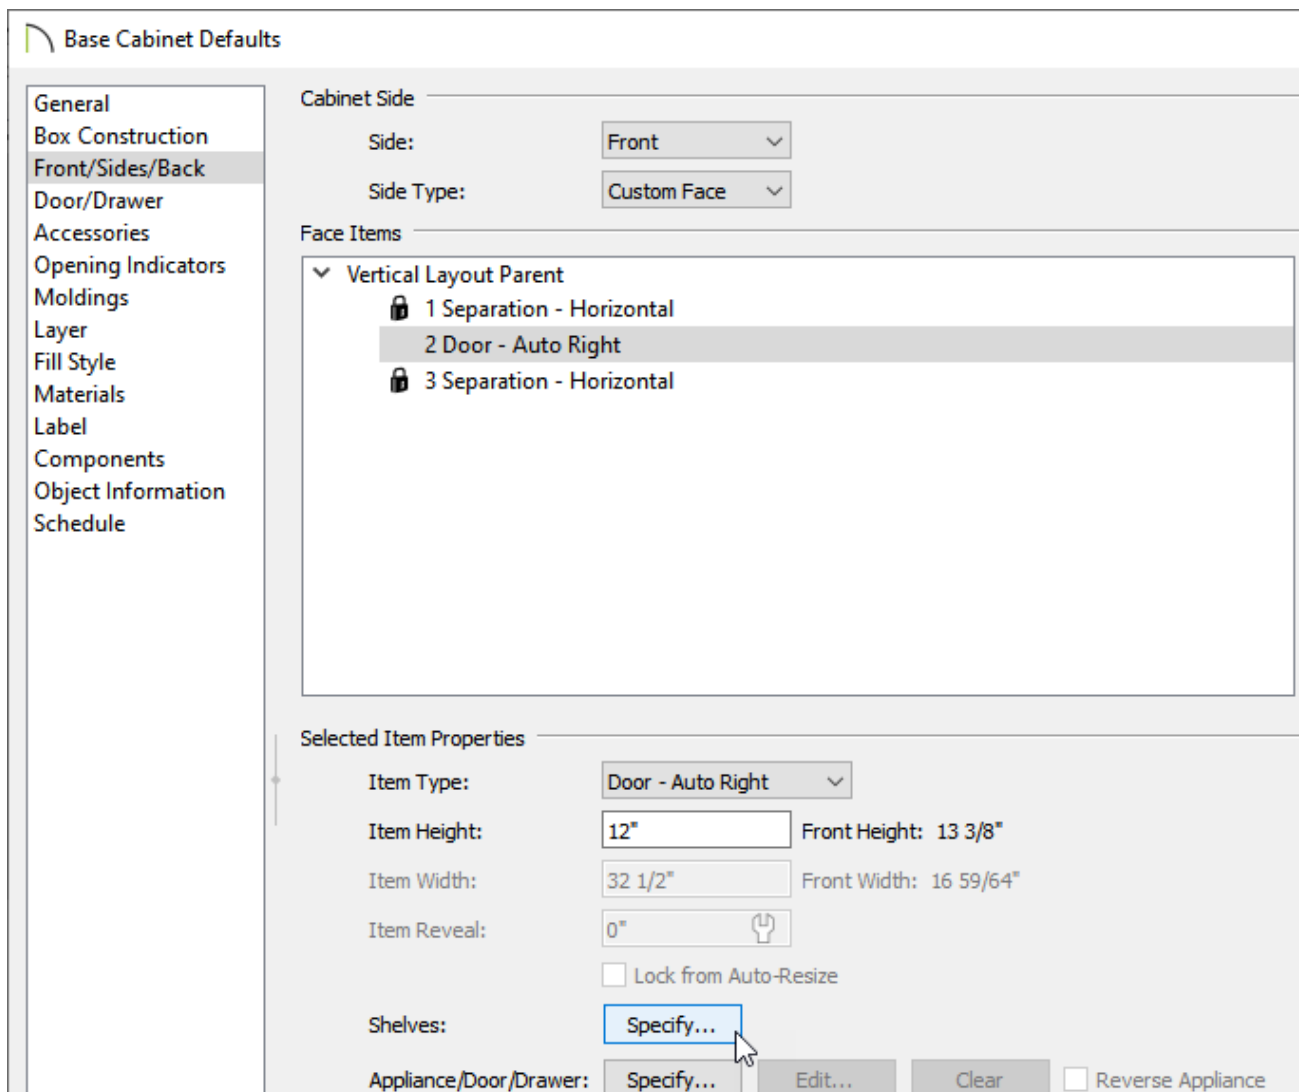 Base Cabinet Defaults
General
Box Construction
Front/Sides/Back
Door/Drawer
Accessories
Opening Indicators
Moldings
Layer
Fill Style
Materials
Label
Components
Object Information
Schedule
Cabinet Side
Side: Front
Side Type: Custom Face
Face Items
Vertical Layout Parent
1 Separation - Horizontal
2 Door - Auto Right
3 Separation - Horizontal
Selected Item Properties
Item Type: Door - Auto Right
Item Height: 12" Front Height: 13 3/8"
Item Width: 32 1/2" Front Width: 16 59/64"
Item Reveal: 0"
Lock from Auto-Resize
Shelves: Specify...
Appliance/Door/Drawer: Specify... Edit... Clear Reverse Appliance